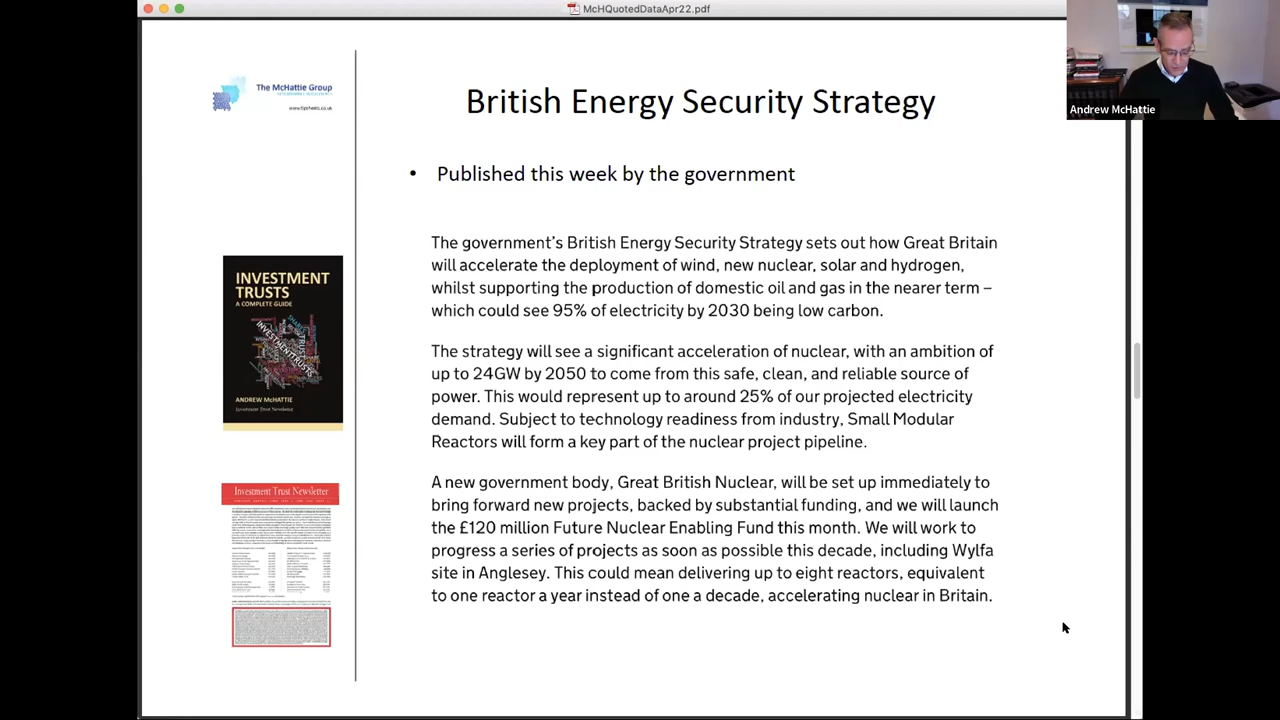 McHQuotedDataApr22.pdf
The McHattie Group
British Energy Security Strategy
Andrew McHattie
• Published this week by the government
The government's British Energy Security Strategy sets out how Great Britain
will accelerate the deployment of wind, new nuclear, solar and hydrogen,
whilst supporting the production of domestic oil and gas in the nearer term –
which could see 95% of electricity by 2030 being low carbon.
The strategy will see a significant acceleration of nuclear, with an ambition of
up to 24GW by 2050 to come from this safe, clean, and reliable source of
power. This would represent up to around 25% of our projected electricity
demand. Subject to technology readiness from industry, Small Modular
Reactors will form a key part of the nuclear project pipeline.
A new government body, Great British Nuclear, will be set up immediately to
bring forward new projects, backed by substantial funding, and we will launch
the £120 million Future Nuclear Enabling Fund this month. We will work to
progress a series of projects as soon as possible this decade, including Wylfa
site in Anglesey. This could mean delivering up to eight reactors, equivalent
to one reactor a year instead of one a decade, accelerating nuclear in Britain.
INVESTMENT
TRUSTS
A COMPLETE GUIDE
INVESTMENTTRUSTS
ANDREW McHATTIE
Investment Trust Newsletter
Investment Trust Newsletter